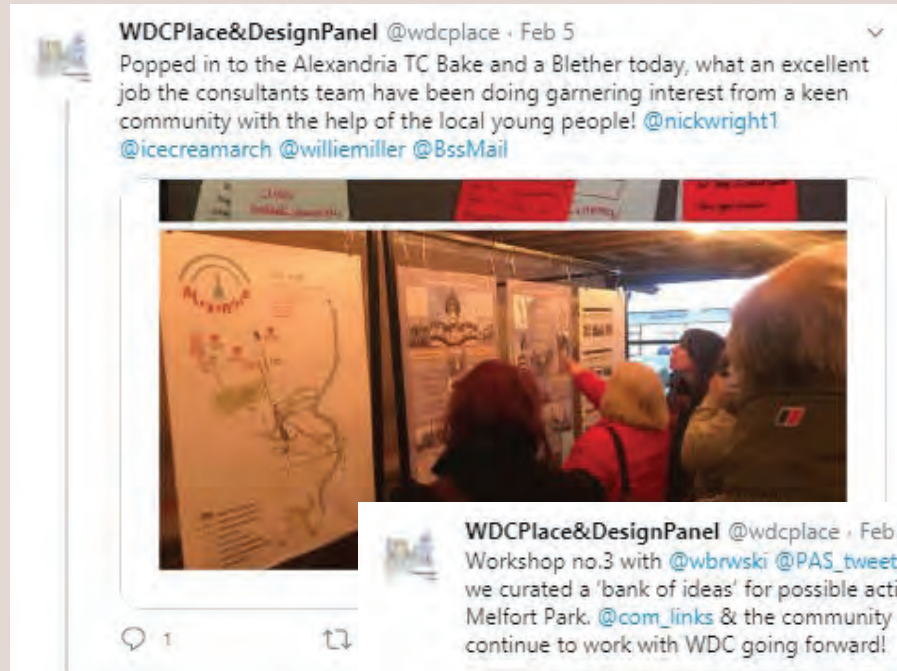 WDCPlace&DesignPanel @wdcplace · Feb 5
Popped in to the Alexandria TC Bake and a Blether today, what an excellent
job the consultants team have been doing garnering interest from a keen
community with the help of the local young people! @nickwright1
@icecreamarch @williemiller @BssMail
1
WDCPlace&DesignPanel @wdcplace · Feb
Workshop no.3 with @wbrwski @PAS_tweet
we curated a 'bank of ideas' for possible acti
Melfort Park. @com_links & the community
continue to work with WDC going forward!